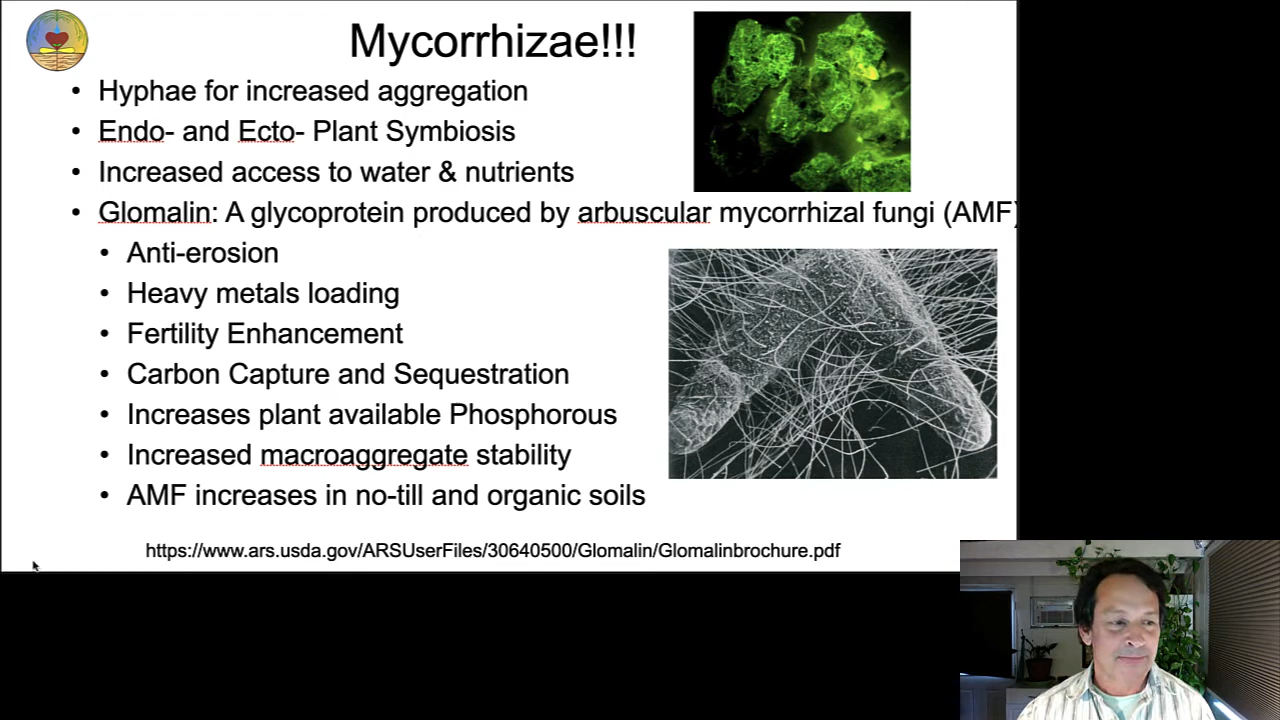 Mycorrhizae!!!
• Hyphae for increased aggregation
• Endo- and Ecto- Plant Symbiosis
• Increased access to water & nutrients
• Glomalin: A glycoprotein produced by arbuscular mycorrhizal fungi (AMF)
• Anti-erosion
• Heavy metals loading
• Fertility Enhancement
• Carbon Capture and Sequestration
• Increases plant available Phosphorous
• Increased macroaggregate stability
• AMF increases in no-till and organic soils
https://www.ars.usda.gov/ARSUserFiles/30640500/Glomalin/Glomalinbrochure.pdf